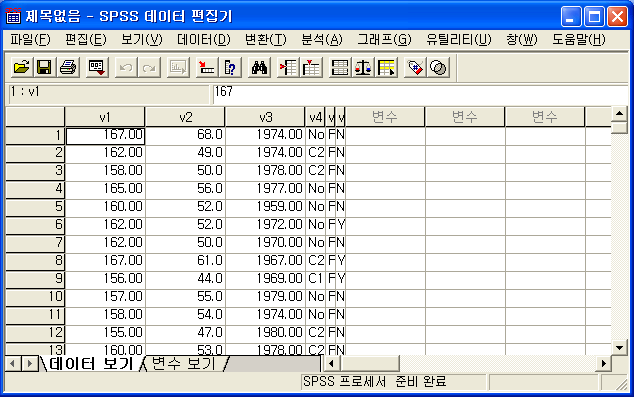 제목없음 - SPSS 데이터 편집기
파일(F) 편집(E) 보기(V) 데이터(D) 변환(T) 분석(A) 그래프(G) 유틸리티(U) 창(W) 도움말(H)
1 : v1 167
v1 v2 v3 v4 v v 변수 변수 변수
1 167.00 68.0 1974.00 No F N
2 162.00 49.0 1974.00 C2 F N
3 158.00 50.0 1978.00 C2 F N
4 165.00 56.0 1977.00 No F N
5 160.00 52.0 1959.00 No F N
6 162.00 52.0 1972.00 No F Y
7 162.00 50.0 1970.00 No F N
8 167.00 61.0 1967.00 C2 F Y
9 156.00 44.0 1969.00 C1 F Y
10 157.00 55.0 1979.00 No F N
11 158.00 54.0 1974.00 No F N
12 155.00 47.0 1980.00 C2 F N
13 160.00 53.0 1978.00 C2 F N
데이터 보기 변수 보기
SPSS 프로세서 준비 완료